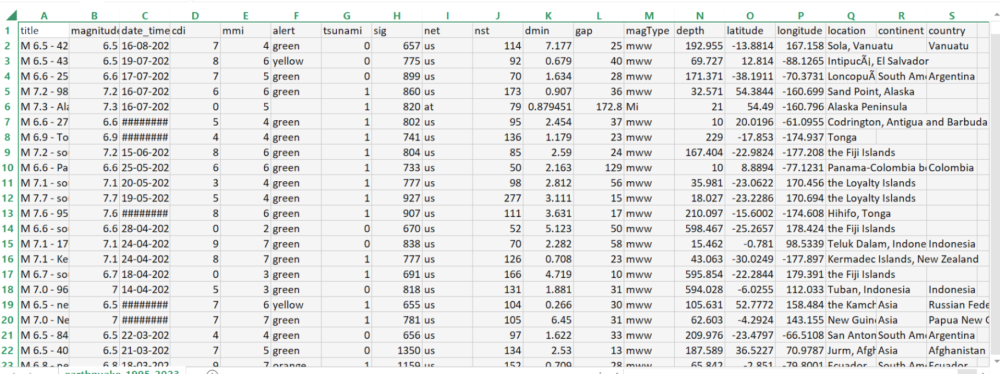 A B C D E F G H I J K L M N O P Q R S
1 title magnitude date_time cdi mmi alert tsunami sig net nst dmin gap magType depth latitude longitude location continent country
2 M 6.5 - 42 6.5 16-08-202 7 4 green 0 657 us 114 7.177 25 mww 192.955 -13.8814 167.158 Sola, Vanuatu Vanuatu
3 M 6.5 - 43 6.5 19-07-202 8 6 yellow 0 775 us 92 0.679 40 mww 69.727 12.814 -88.1265 IntipucÃ¡, El Salvador
4 M 6.6 - 25 6.6 17-07-202 7 5 green 0 899 us 70 1.634 28 mww 171.371 -38.1911 -70.3731 LoncopuÃ South Am Argentina
5 M 7.2 - 98 7.2 16-07-202 6 6 green 1 860 us 173 0.907 36 mww 32.571 54.3844 -160.699 Sand Point, Alaska
6 M 7.3 - Ala 7.3 16-07-202 0 5 1 820 at 79 0.879451 172.8 Mi 21 54.49 -160.796 Alaska Peninsula
7 M 6.6 - 27 6.6 ######## 5 4 green 1 802 us 95 2.454 37 mww 10 20.0196 -61.0955 Codrington, Antigua and Barbuda
8 M 6.9 - To 6.9 ######## 4 4 green 1 741 us 136 1.179 23 mww 229 -17.853 -174.937 Tonga
9 M 7.2 - so 7.2 15-06-202 8 6 green 1 804 us 85 2.59 24 mww 167.404 -22.9824 -177.208 the Fiji Islands
10 M 6.6 - Pa 6.6 25-05-202 6 6 green 1 733 us 50 2.163 129 mww 10 8.8894 -77.1231 Panama-Colombia b Colombia
11 M 7.1 - so 7.1 20-05-202 3 4 green 1 777 us 98 2.812 56 mww 35.981 -23.0622 170.456 the Loyalty Islands
12 M 7.7 - so 7.7 19-05-202 5 4 green 1 927 us 277 3.111 15 mww 18.027 -23.2286 170.694 the Loyalty Islands
13 M 7.6 - 95 7.6 ######## 8 6 green 1 907 us 111 3.631 17 mww 210.097 -15.6002 -174.608 Hihifo, Tonga
14 M 6.6 - so 6.6 28-04-202 0 2 green 0 670 us 52 5.123 50 mww 598.467 -25.2657 178.424 the Fiji Islands
15 M 7.1 - 17 7.1 24-04-202 9 7 green 0 838 us 70 2.282 58 mww 15.462 -0.781 98.5339 Teluk Dalam, Indone Indonesia
16 M 7.1 - Ke 7.1 24-04-202 8 7 green 1 777 us 126 0.708 23 mww 43.063 -30.0249 -177.897 Kermadec Islands, New Zealand
17 M 6.7 - so 6.7 18-04-202 0 3 green 1 691 us 166 4.719 10 mww 595.854 -22.2844 179.391 the Fiji Islands
18 M 7.0 - 96 7 14-04-202 5 3 green 0 818 us 131 1.881 31 mww 594.028 -6.0255 112.033 Tuban, Indonesia Indonesia
19 M 6.5 - ne 6.5 ######## 7 6 yellow 1 655 us 104 0.266 30 mww 105.631 52.7772 158.484 the Kamch Asia Russian Fede
20 M 7.0 - Ne 7 ######## 7 7 green 1 781 us 105 6.45 31 mww 62.603 -4.2924 143.155 New Guin Asia Papua New G
21 M 6.5 - 84 6.5 22-03-202 4 4 green 0 656 us 97 1.622 33 mww 209.976 -23.4797 -66.5108 San Anton South Am Argentina
22 M 6.5 - 40 6.5 21-03-202 7 5 green 0 1350 us 134 2.53 13 mww 187.589 36.5227 70.9787 Jurm, Afgh Asia Afghanistan
23 M 6.8 - ne 6.8 18-03-202 9 7 orange 1 1159 us 152 0.709 28 mww 65.842 -2.851 -79.8001 Ecuador South Am Ecuador
earthquake_1995-2023